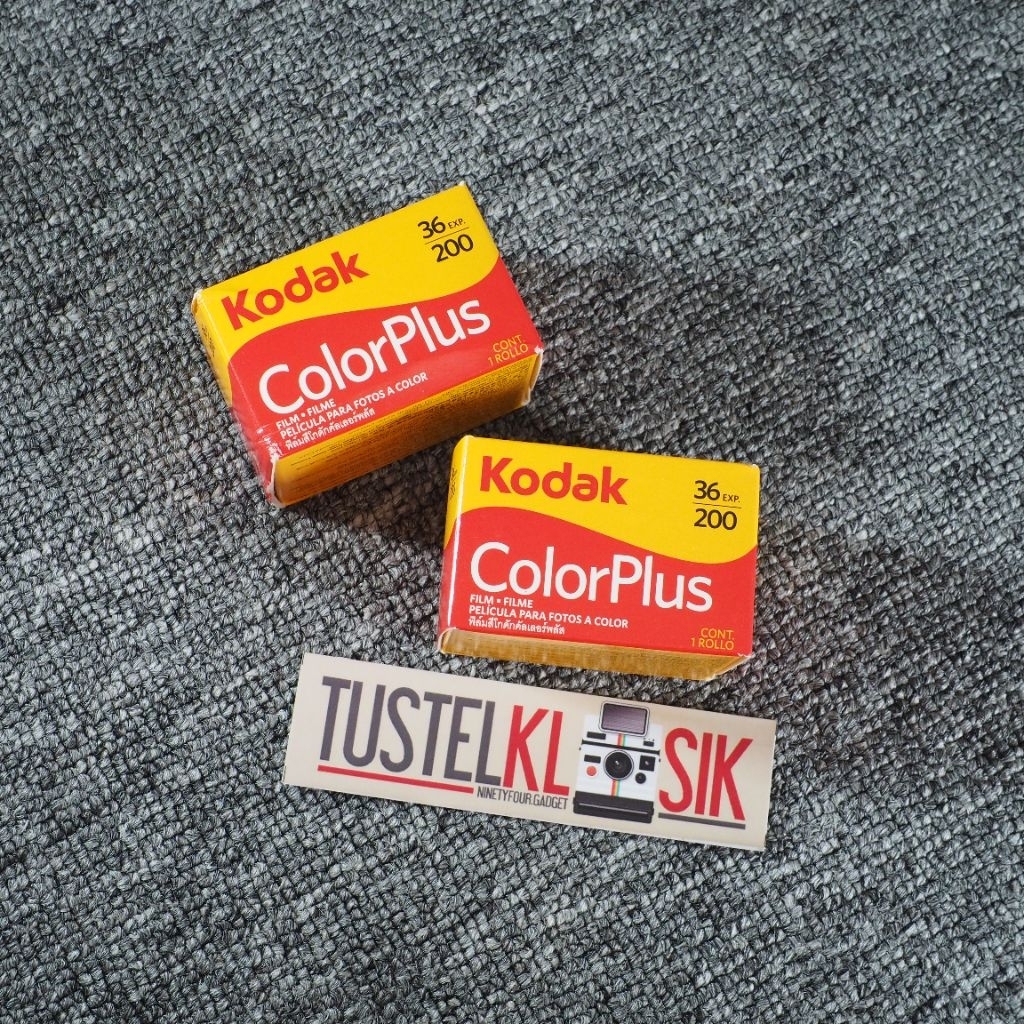 Kodak
36 EXP.
200
ColorPlus
FILM ▪ FILME
PELÍCULA PARA FOTOS A COLOR
ฟิล์มสีโกดักคัลเลอร์พลัส
CONT.
1 ROLLO
Kodak
36 EXP.
200
ColorPlus
FILM ▪ FILME
PELÍCULA PARA FOTOS A COLOR
ฟิล์มสีโกดักคัลเลอร์พลัส
CONT.
1 ROLLO
TUSTELKL SIK
NINETYFOUR.GADGET